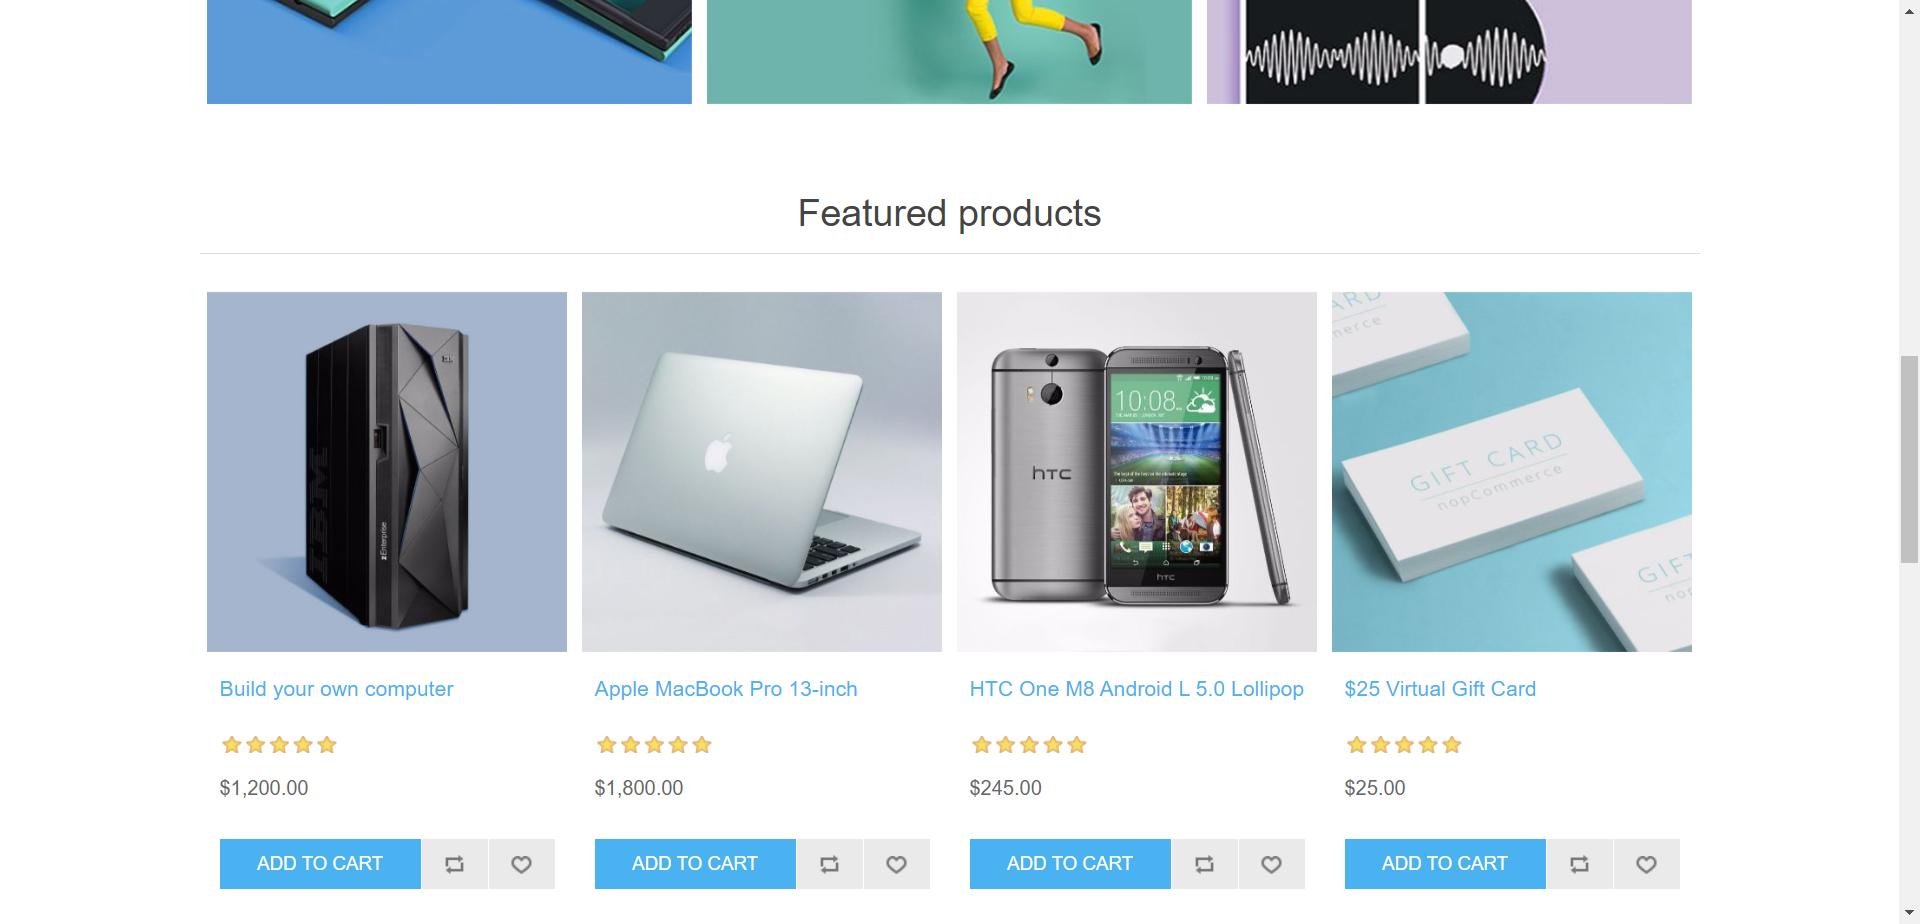 Featured products
IBM
zEnterprise
Build your own computer
$1,200.00
ADD TO CART
Apple MacBook Pro 13-inch
$1,800.00
ADD TO CART
hTC
10:08
hTC
HTC One M8 Android L 5.0 Lollipop
$245.00
ADD TO CART
GIFT CARD
nopCommerce
$25 Virtual Gift Card
$25.00
ADD TO CART